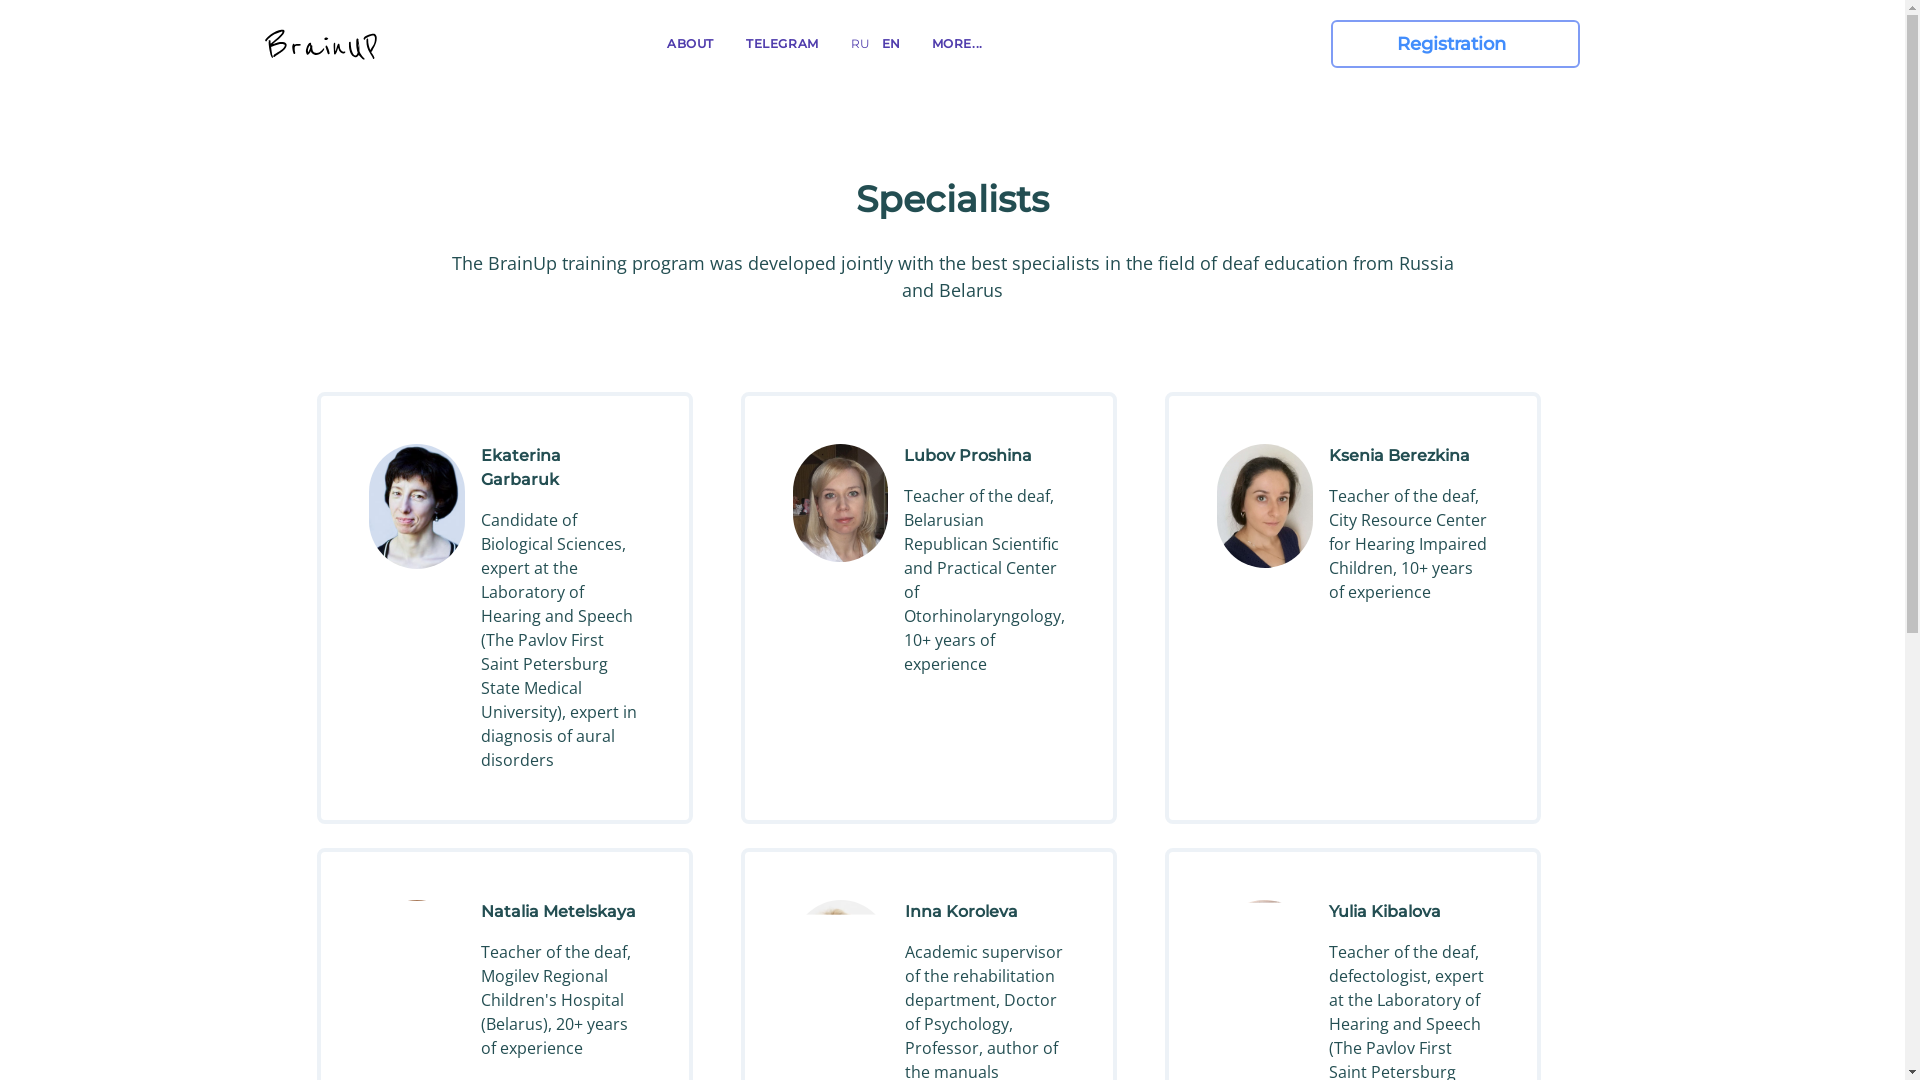 BrainUP
ABOUT
TELEGRAM
RU
EN
MORE...
Registration
Specialists
The BrainUp training program was developed jointly with the best specialists in the field of deaf education from Russia
and Belarus
Ekaterina
Garbaruk
Candidate of
Biological Sciences,
expert at the
Laboratory of
Hearing and Speech
(The Pavlov First
Saint Petersburg
State Medical
University), expert in
diagnosis of aural
disorders
Lubov Proshina
Teacher of the deaf,
Belarusian
Republican Scientific
and Practical Center
of
Otorhinolaryngology,
10+ years of
experience
Ksenia Berezkina
Teacher of the deaf,
City Resource Center
for Hearing Impaired
Children, 10+ years
of experience
Natalia Metelskaya
Teacher of the deaf,
Mogilev Regional
Children's Hospital
(Belarus), 20+ years
of experience
Inna Koroleva
Academic supervisor
of the rehabilitation
department, Doctor
of Psychology,
Professor, author of
the manuals
Yulia Kibalova
Teacher of the deaf,
defectologist, expert
at the Laboratory of
Hearing and Speech
(The Pavlov First
Saint Petersburg